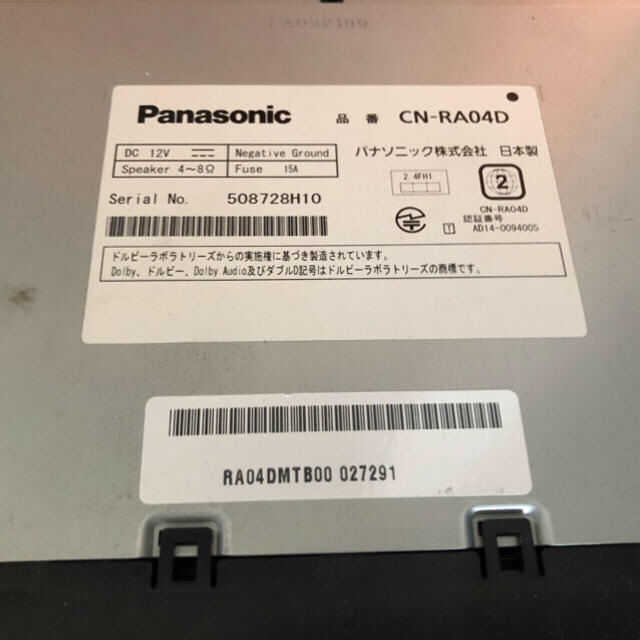 Panasonic 品番 CN-RA04D
DC 12V Negative Ground
Speaker 4~8Ω Fuse 15A
パナソニック株式会社 日本製
2.4FH1
2
Serial No. 508728H10
CN-RA04D
認証番号
T AD14-0094005
ドルビーラボラトリーズからの実施権に基づき製造されています。
Dolby、ドルビー、Dolby Audio及びダブルD記号はドルビーラボラトリーズの商標です。
RA04DMTB00 027291